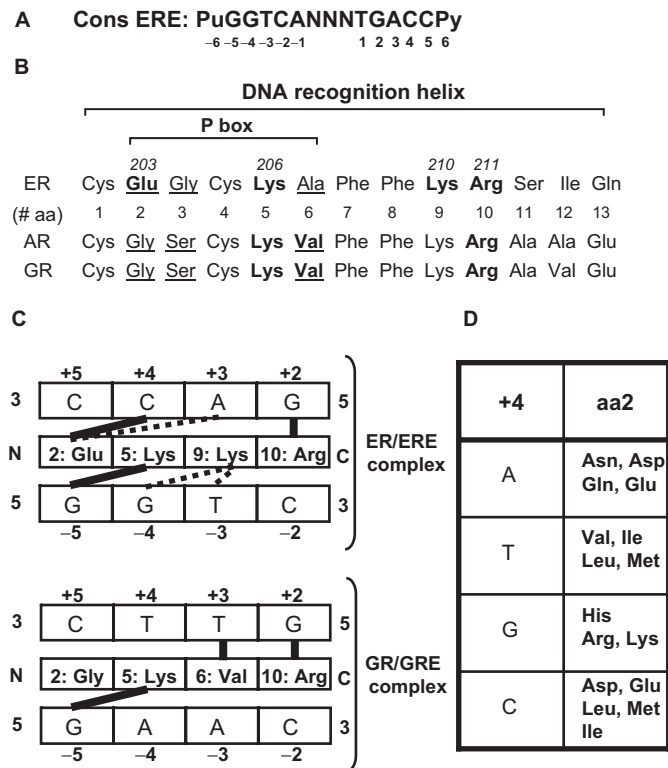 A Cons ERE: PuGGTCANNNTGACCPy
–6 –5–4 –3–2–1 1 2 3 4 5 6
B
DNA recognition helix
P box
203 206 210 211
ER Cys Glu Gly Cys Lys Ala Phe Phe Lys Arg Ser Ile Gln
(# aa) 1 2 3 4 5 6 7 8 9 10 11 12 13
AR Cys Gly Ser Cys Lys Val Phe Phe Lys Arg Ala Ala Glu
GR Cys Gly Ser Cys Lys Val Phe Phe Lys Arg Ala Val Glu
C
+5 +4 +3 +2
3 C C A G 5
N 2: Glu 5: Lys 9: Lys 10: Arg C
5 G G T C 3
–5 –4 –3 –2
ER/ERE
complex
+5 +4 +3 +2
3 C T T G 5
N 2: Gly 5: Lys 6: Val 10: Arg C
5 G A A C 3
–5 –4 –3 –2
GR/GRE
complex
D
+4 aa2
A Asn, Asp
Gln, Glu
T Val, Ile
Leu, Met
G His
Arg, Lys
C Asp, Glu
Leu, Met
Ile